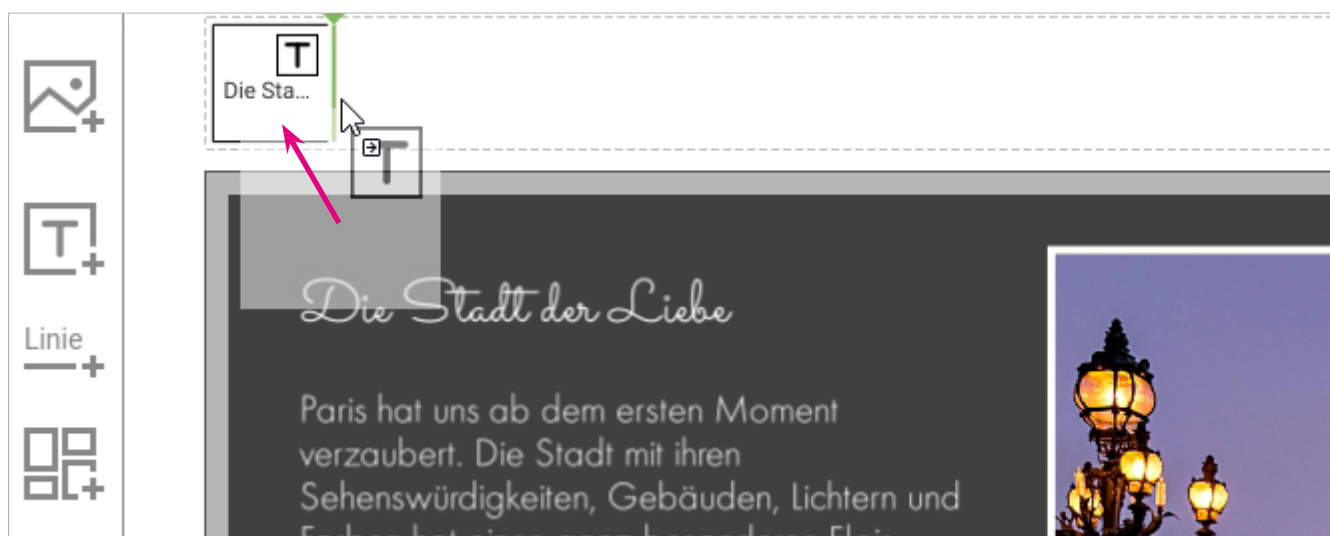 T
Die Sta...
T
T
Linie
Die Stadt der Liebe
Paris hat uns ab dem ersten Moment
verzaubert. Die Stadt mit ihren
Sehenswürdigkeiten, Gebäuden, Lichtern und